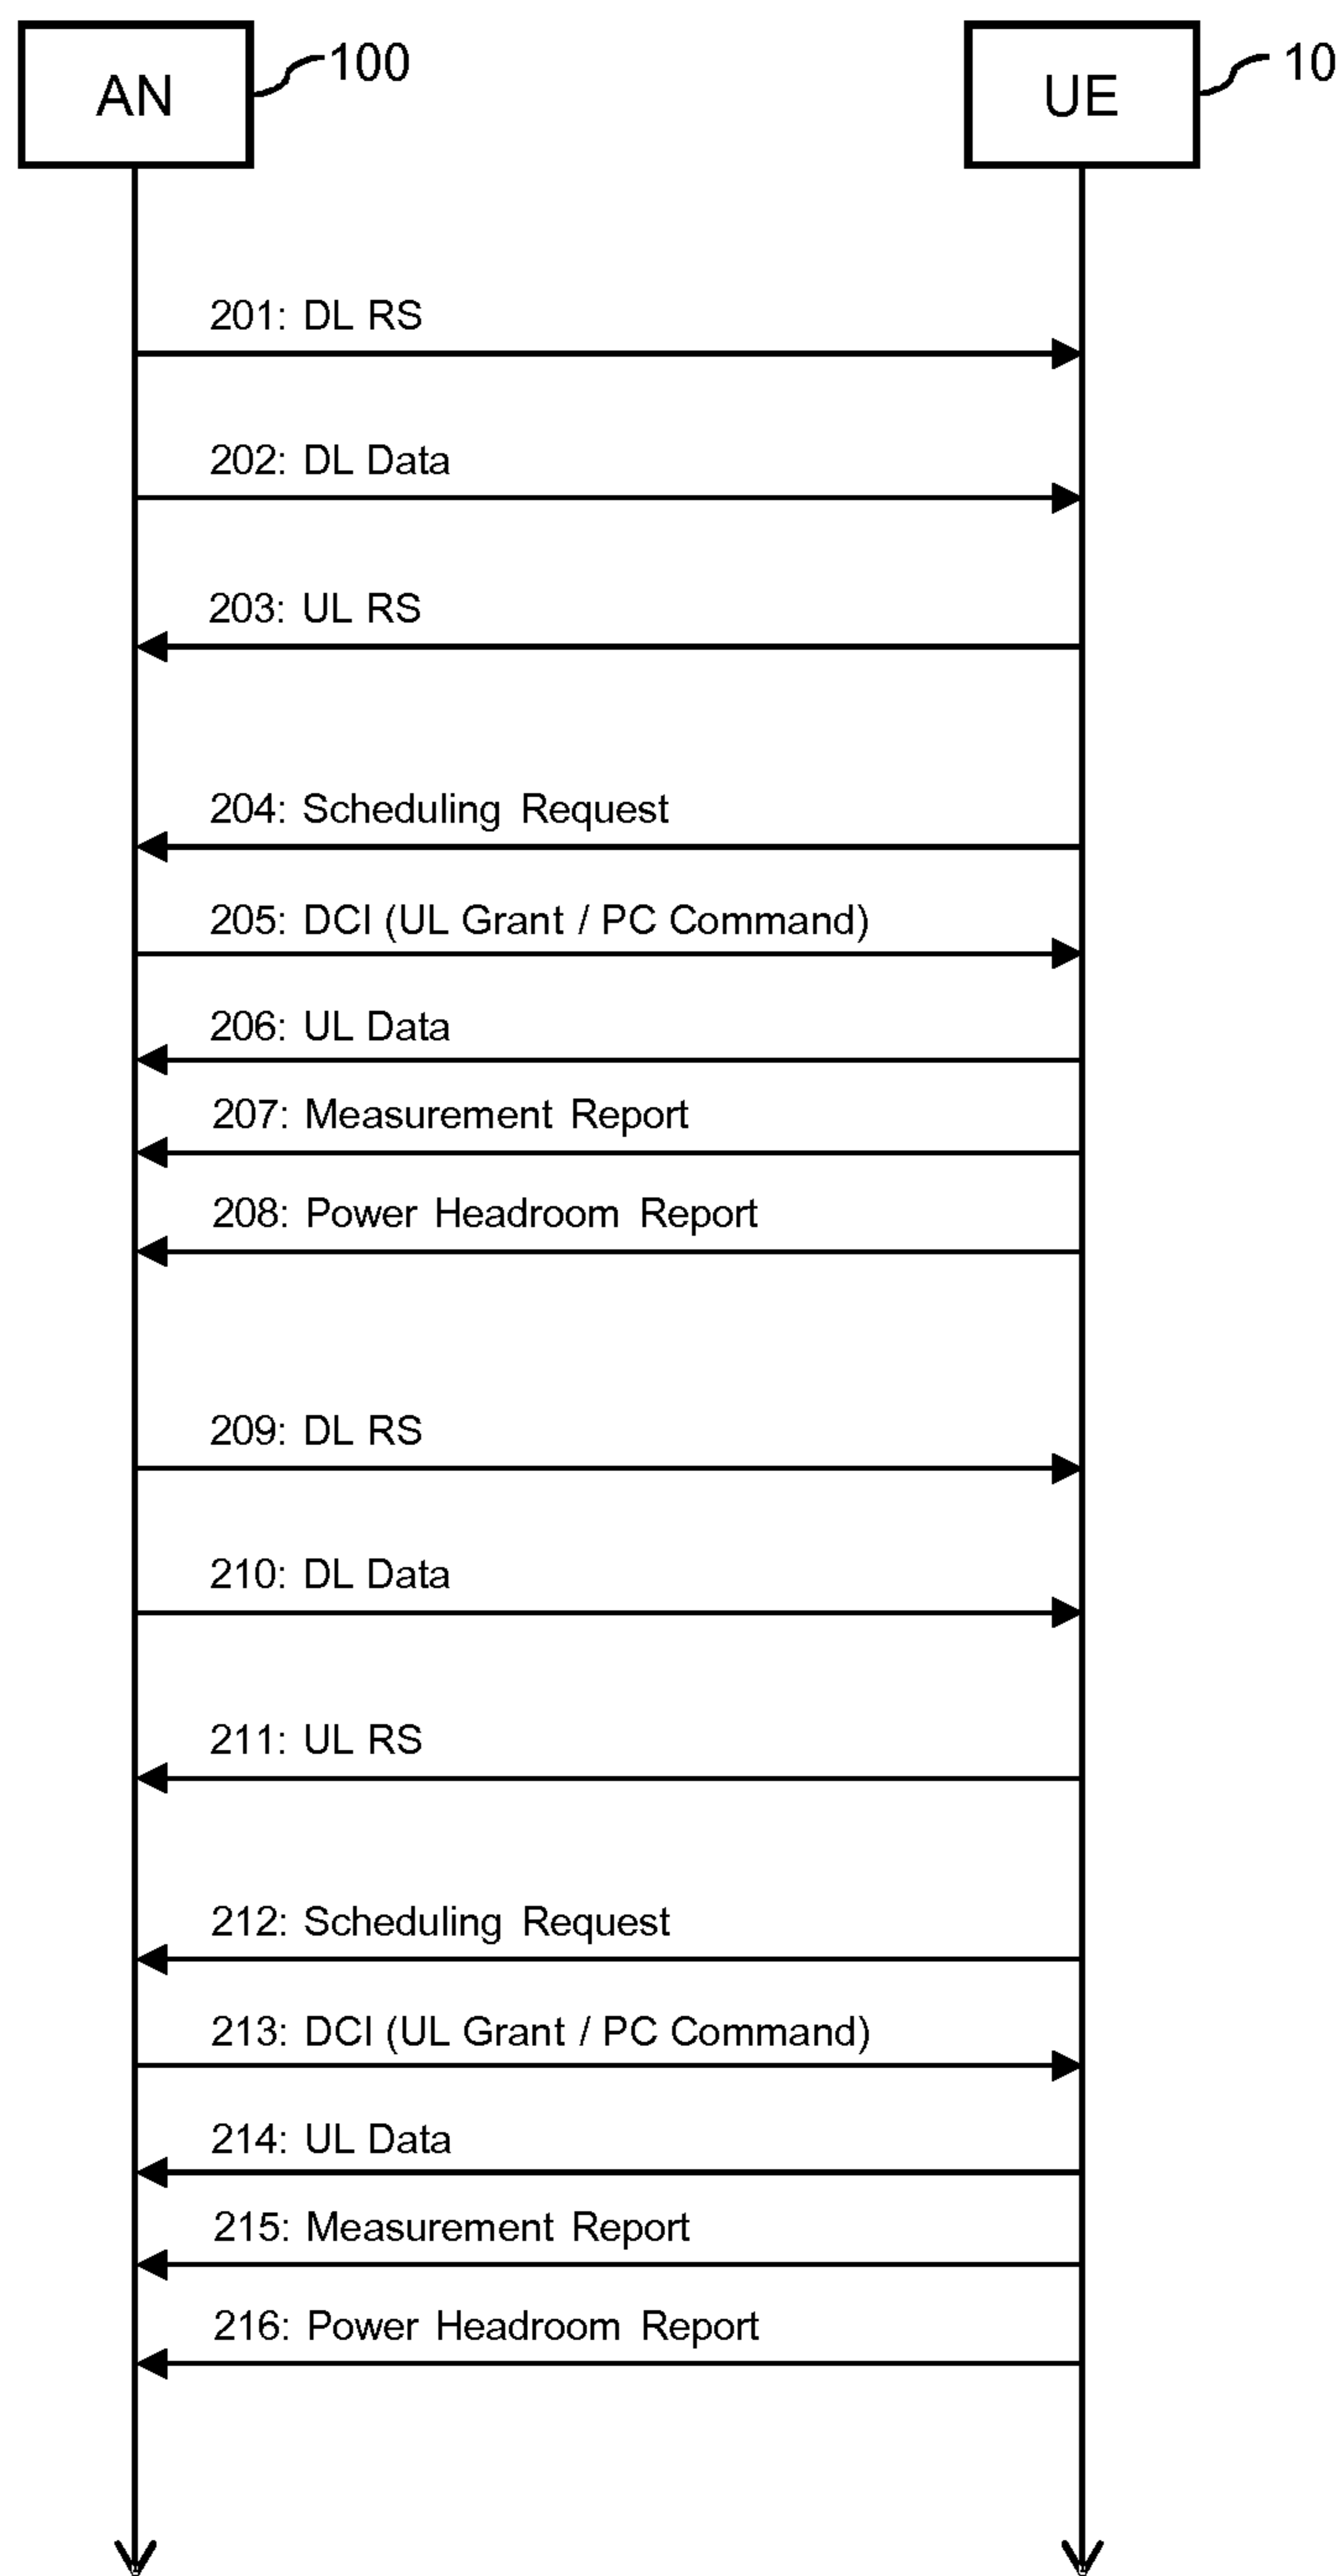 AN
100
UE
10
201: DL RS
202: DL Data
203: UL RS
204: Scheduling Request
205: DCI (UL Grant / PC Command)
206: UL Data
207: Measurement Report
208: Power Headroom Report
209: DL RS
210: DL Data
211: UL RS
212: Scheduling Request
213: DCI (UL Grant / PC Command)
214: UL Data
215: Measurement Report
216: Power Headroom Report